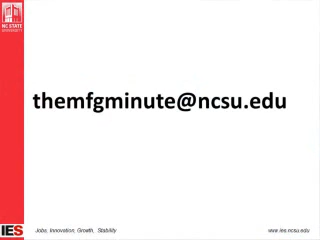 NC STATE
UNIVERSITY
themfgminute@ncsu.edu
IES
Jobs, Innovation, Growth, Stability
www.ies.ncsu.edu